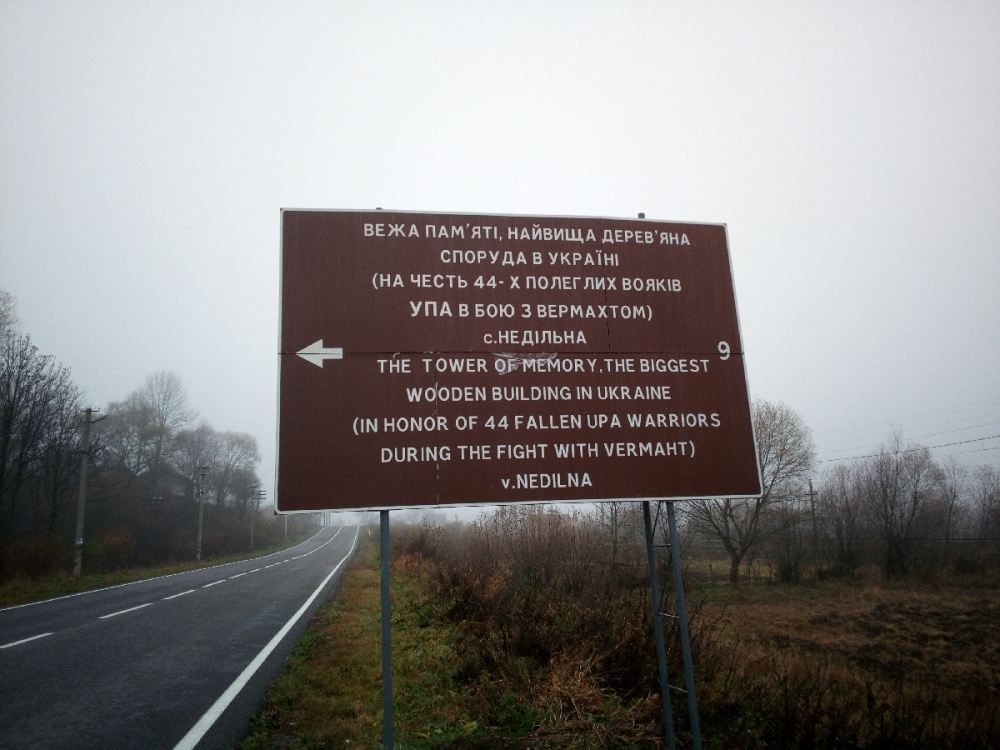 ВЕЖА ПАМ'ЯТІ, НАЙВИЩА ДЕРЕВ'ЯНА
СПОРУДА В УКРАЇНІ
(НА ЧЕСТЬ 44- Х ПОЛЕГЛИХ ВОЯКІВ
УПА В БОЮ З ВЕРМАХТОМ)
с.НЕДІЛЬНА
9
THE TOWER OF MEMORY,THE BIGGEST
WOODEN BUILDING IN UKRAINE
(IN HONOR OF 44 FALLEN UPA WARRIORS
DURING THE FIGHT WITH VERMAHT)
v.NEDILNA